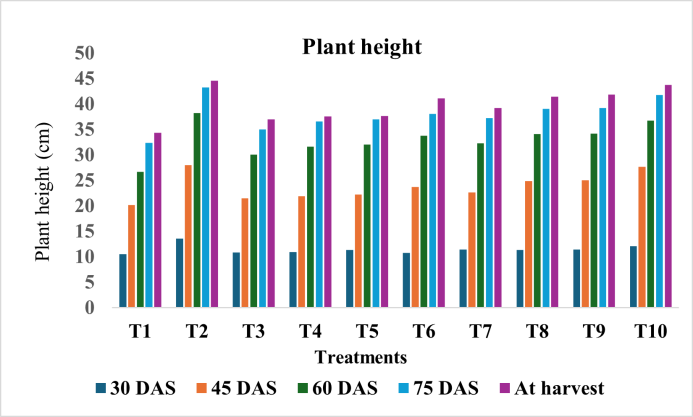 Plant height
50
45
40
35
30
25
20
15
10
5
0
Plant height (cm)
T1 T2 T3 T4 T5 T6 T7 T8 T9 T10
Treatments
30 DAS 45 DAS 60 DAS 75 DAS At harvest